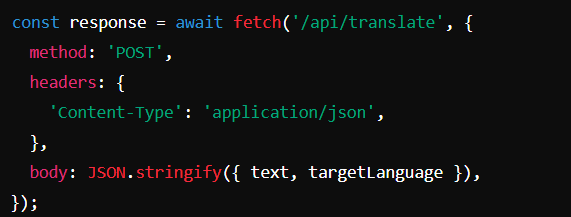 const response = await fetch('/api/translate', {
  method: 'POST',
  headers: {
    'Content-Type': 'application/json',
  },
  body: JSON.stringify({ text, targetLanguage }),
});